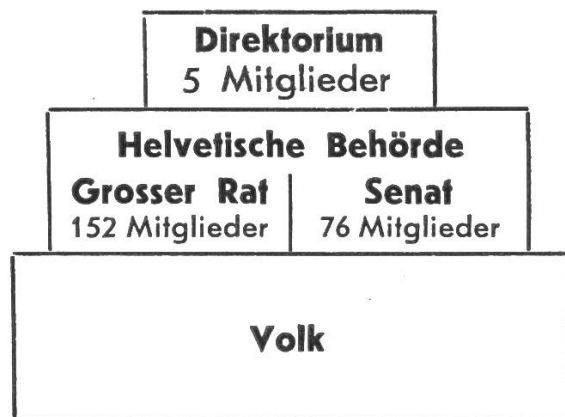 Direktorium
5 Mitglieder
Helvetische Behörde
Grosser Rat
152 Mitglieder
Senat
76 Mitglieder
Volk